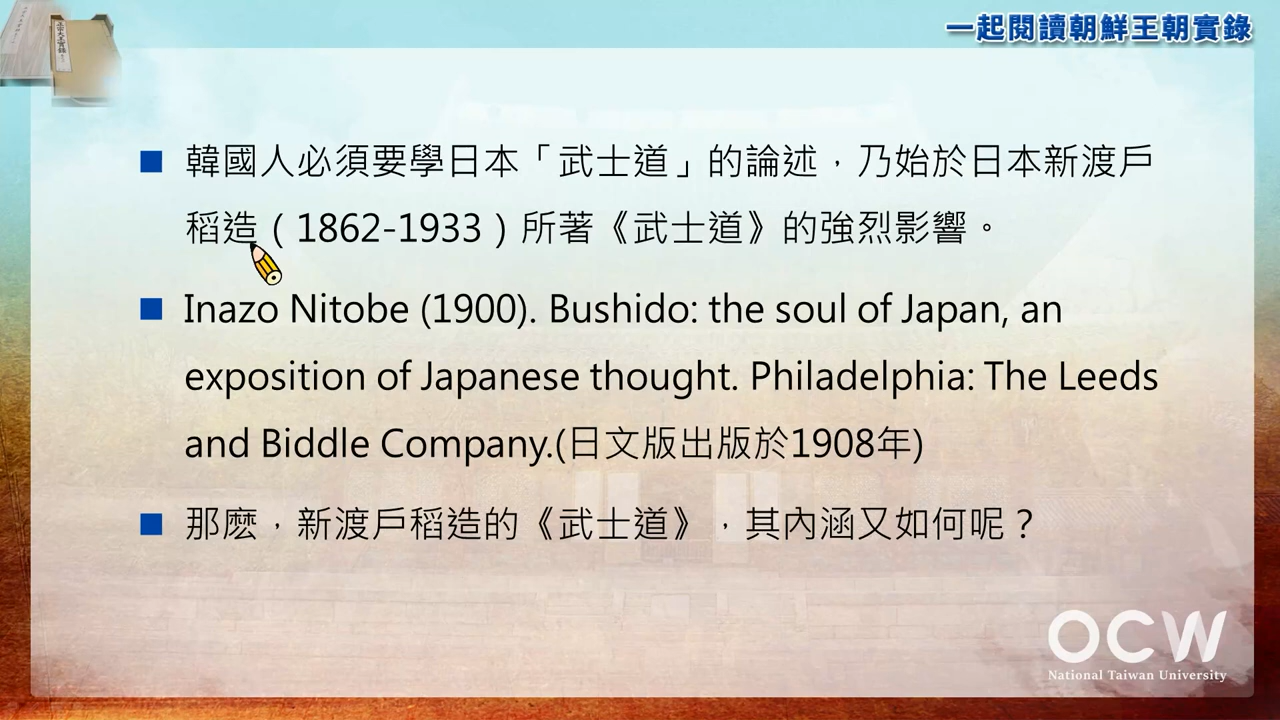 一起閱讀朝鮮王朝實錄
韓國人必須要學日本「武士道」的論述，乃始於日本新渡戶
稻造（1862-1933）所著《武士道》的強烈影響。
Inazo Nitobe (1900). Bushido: the soul of Japan, an
exposition of Japanese thought. Philadelphia: The Leeds
and Biddle Company.(日文版出版於1908年)
那麼，新渡戶稻造的《武士道》，其內涵又如何呢？
OCW
National Taiwan University